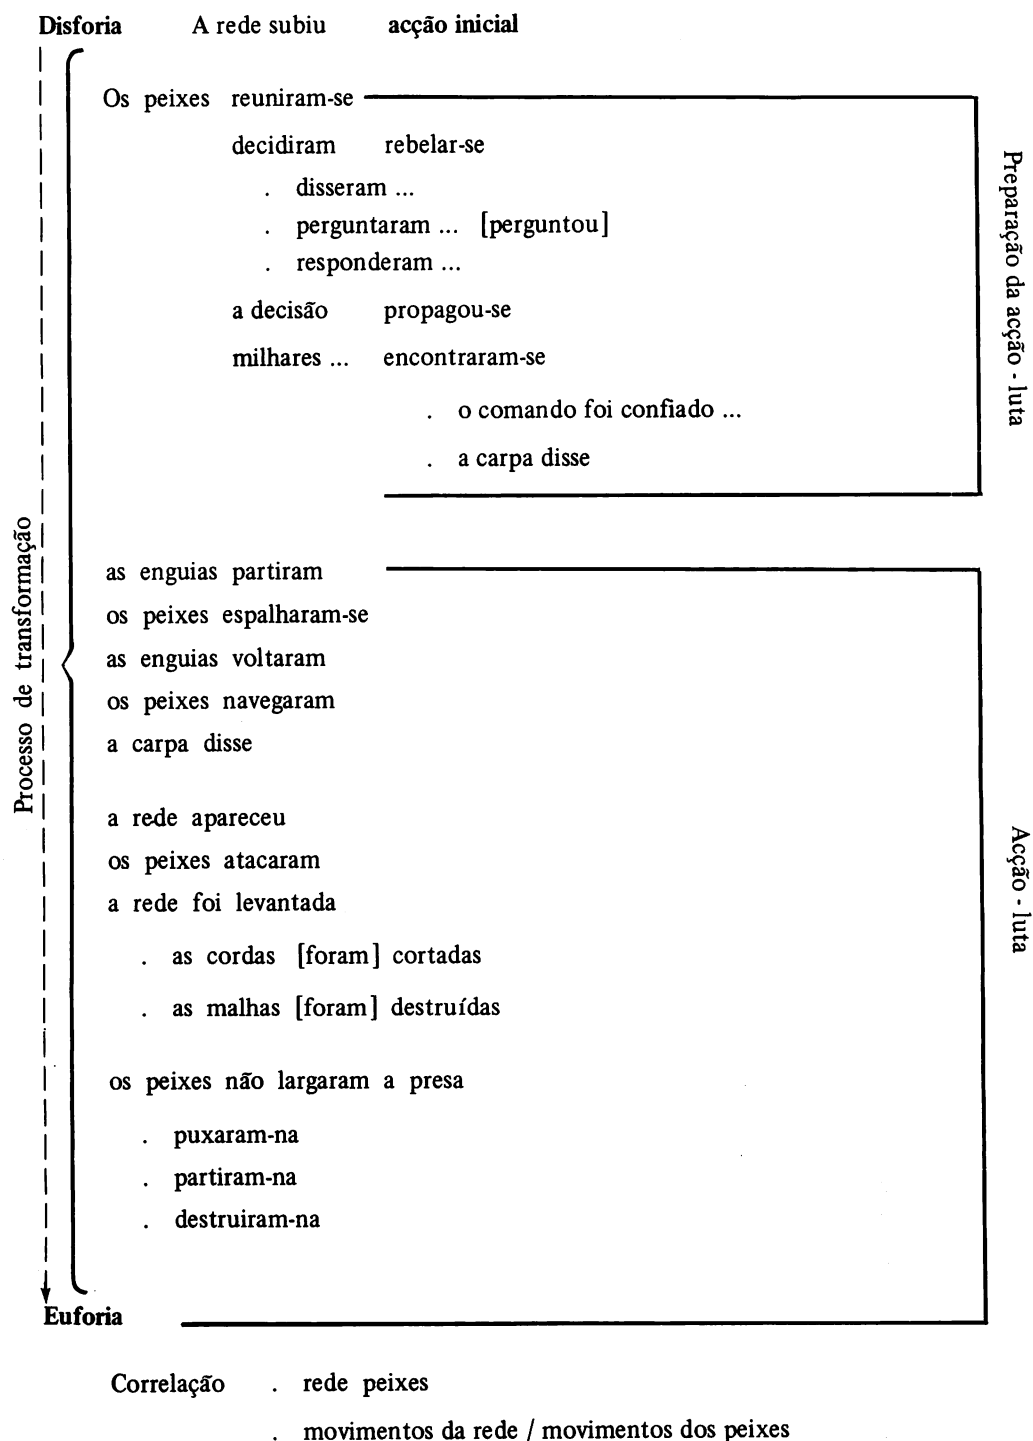 Disforia A rede subiu acção inicial
Os peixes reuniram-se
decidiram rebelar-se
. disseram ...
. perguntaram ... [perguntou]
. responderam ...
a decisão propagou-se
milhares ... encontraram-se
. o comando foi confiado ...
. a carpa disse
Preparação da acção - luta
Processo de transformação
as enguias partiram
os peixes espalharam-se
as enguias voltaram
os peixes navegaram
a carpa disse
a rede apareceu
os peixes atacaram
a rede foi levantada
. as cordas [foram] cortadas
. as malhas [foram] destruídas
os peixes não largaram a presa
. puxaram-na
. partiram-na
. destruiram-na
Acção - luta
Euforia
Correlação . rede peixes
. movimentos da rede / movimentos dos peixes